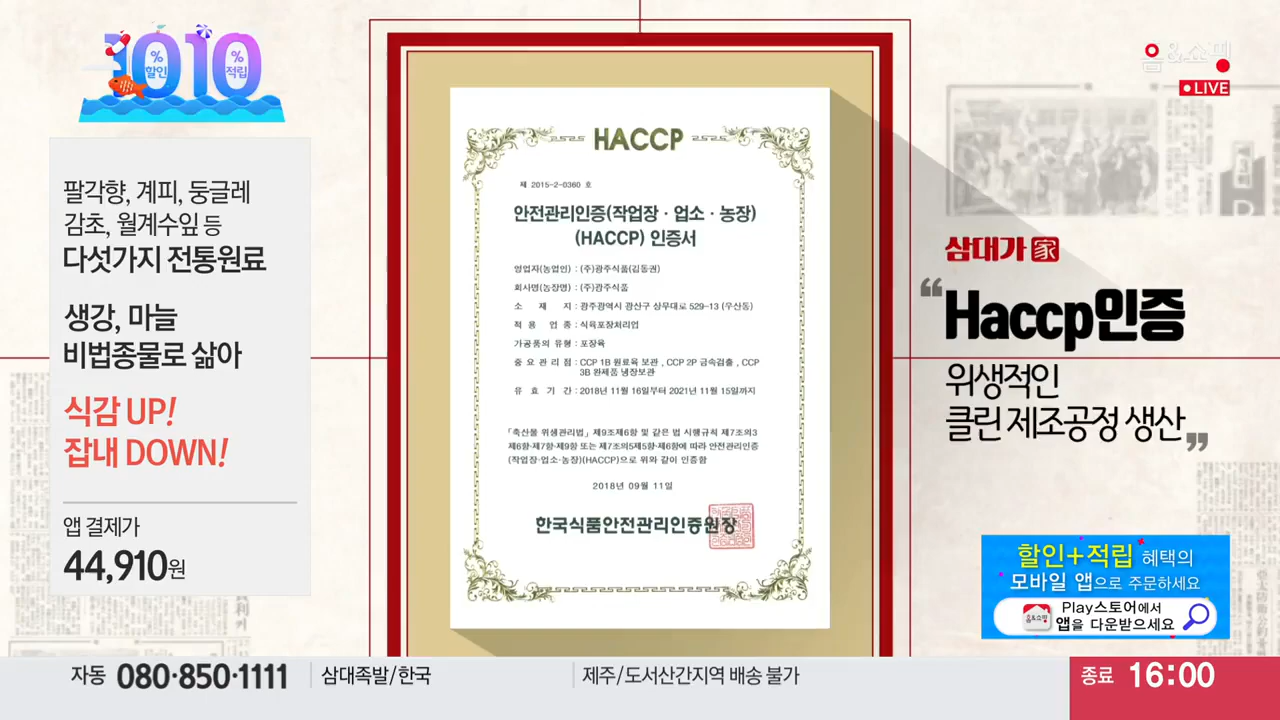 10%할인 10%적립
팔각향, 계피, 둥글레
감초, 월계수잎 등
다섯가지 전통원료
생강, 마늘
비법종물로 삶아
식감 UP!
잡내 DOWN!
앱 결제가
44,910원
HACCP
제 2015-2-0360 호
안전관리인증(작업장 · 업소 · 농장)
(HACCP) 인증서
영업자(농업인) : (주)광주식품(김동권)
회사명(농장명) : (주)광주식품
소 재 지 : 광주광역시 광산구 상무대로 529-13 (우산동)
적 용 업 종 : 식육포장처리업
가공품의 유형 : 포장육
중 요 관 리 점 : CCP 1B 원료육 보관 , CCP 2P 금속검출 , CCP
3B 완제품 냉장보관
유 효 기 간 : 2018년 11월 16일부터 2021년 11월 15일까지
「축산물 위생관리법」 제9조제6항 및 같은 법 시행규칙 제7조의3
제6항·제7항·제9항 또는 제7조의5제5항·제6항에 따라 안전관리인증
(작업장·업소·농장)(HACCP)으로 위와 같이 인증함
2018년 09월 11일
한국식품안전관리인증원장
홈&쇼핑
LIVE
삼대가 家
“Haccp인증
위생적인
클린 제조공정 생산”
할인+적립 혜택의
모바일 앱으로 주문하세요
홈&쇼핑
Play스토어에서
앱을 다운받으세요
자동 080·850·1111 삼대족발/한국 제주/도서산간지역 배송 불가 종료 16:00